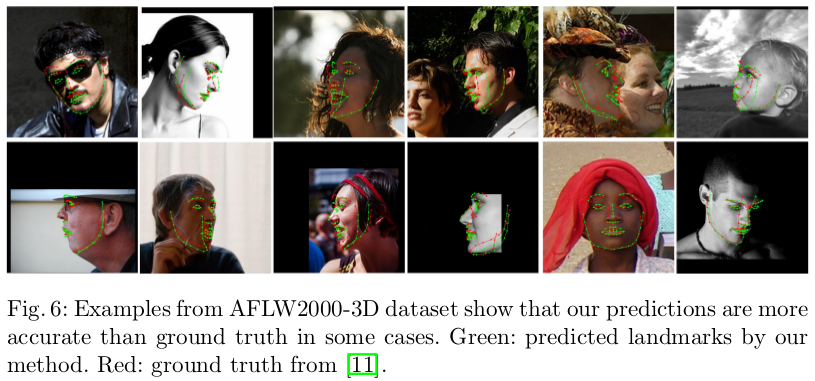 Fig. 6: Examples from AFLW2000-3D dataset show that our predictions are more
accurate than ground truth in some cases. Green: predicted landmarks by our
method. Red: ground truth from [11].